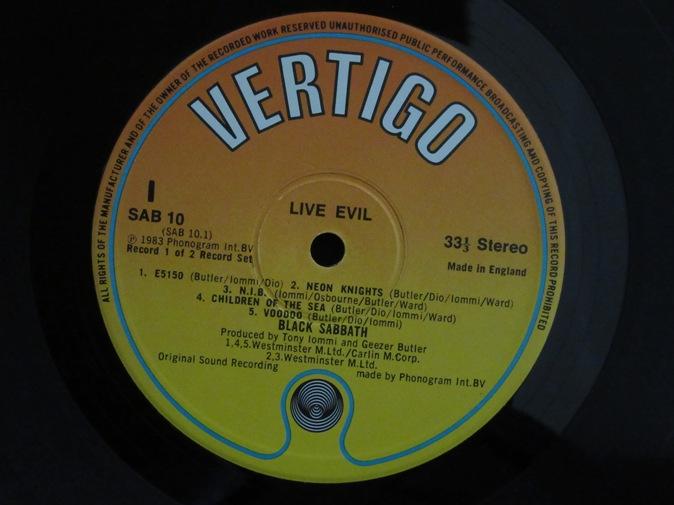 ALL RIGHTS OF THE MANUFACTURER AND OF THE OWNER OF THE RECORDED WORK RESERVED UNAUTHORISED PUBLIC PERFORMANCE BROADCASTING AND COPYING OF THIS RECORD PROHIBITED
VERTIGO
I
SAB 10
(SAB 10.1)
℗ 1983 Phonogram Int.BV
Record 1 of 2 Record Set
LIVE EVIL
33⅓ Stereo
Made in England
1. E5150 (Butler/Iommi/Dio) 2. NEON KNIGHTS (Butler/Dio/Iommi/Ward)
3. N.I.B. (Iommi/Osbourne/Butler/Ward)
4. CHILDREN OF THE SEA (Butler/Dio/Iommi/Ward)
5. VOODOO (Butler/Dio/Iommi)
BLACK SABBATH
Produced by Tony Iommi and Geezer Butler
1,4,5.Westminster M.Ltd./Carlin M.Corp.
2,3.Westminster M.Ltd.
Original Sound Recording made by Phonogram Int.BV